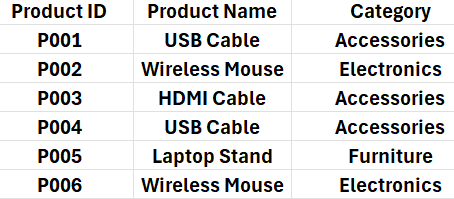 Product ID Product Name Category
P001 USB Cable Accessories
P002 Wireless Mouse Electronics
P003 HDMI Cable Accessories
P004 USB Cable Accessories
P005 Laptop Stand Furniture
P006 Wireless Mouse Electronics